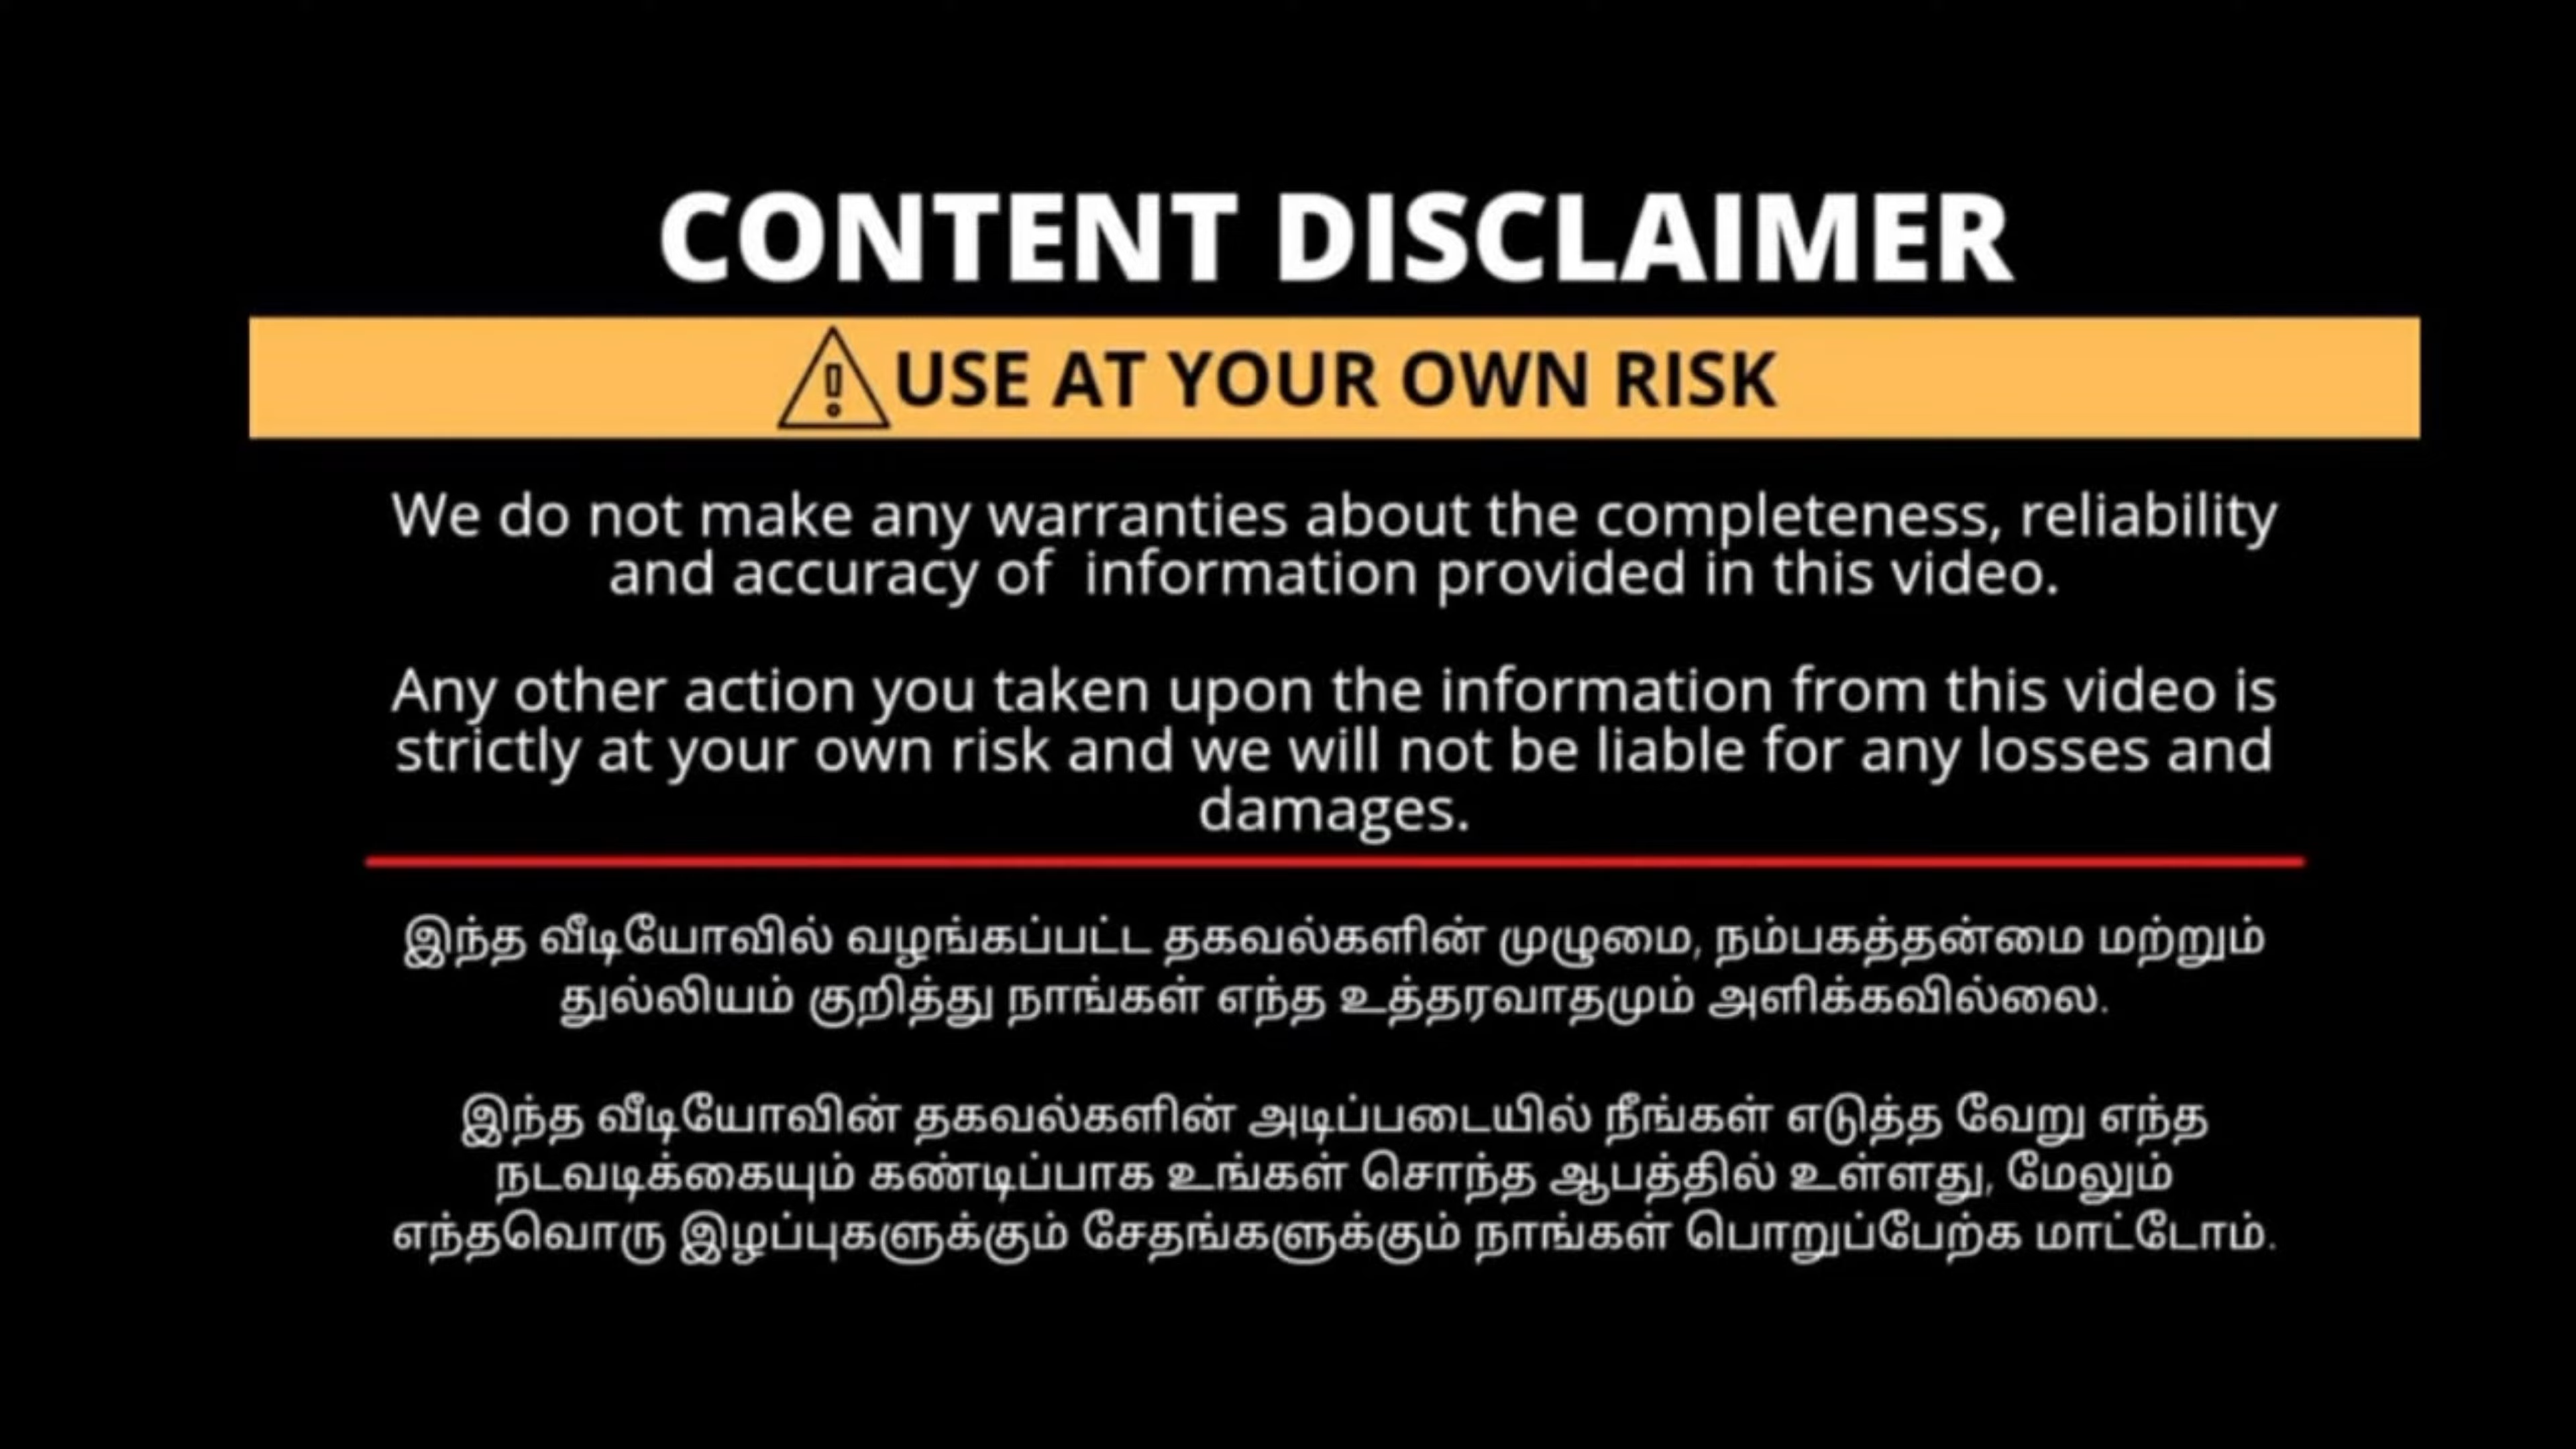 CONTENT DISCLAIMER
USE AT YOUR OWN RISK
We do not make any warranties about the completeness, reliability
and accuracy of information provided in this video.
Any other action you taken upon the information from this video is
strictly at your own risk and we will not be liable for any losses and
damages.
இந்த வீடியோவில் வழங்கப்பட்ட தகவல்களின் முழுமை, நம்பகத்தன்மை மற்றும்
துல்லியம் குறித்து நாங்கள் எந்த உத்தரவாதமும் அளிக்கவில்லை.
இந்த வீடியோவின் தகவல்களின் அடிப்படையில் நீங்கள் எடுத்த வேறு எந்த
நடவடிக்கையும் கண்டிப்பாக உங்கள் சொந்த ஆபத்தில் உள்ளது, மேலும்
எந்தவொரு இழப்புகளுக்கும் சேதங்களுக்கும் நாங்கள் பொறுப்பேற்க மாட்டோம்.